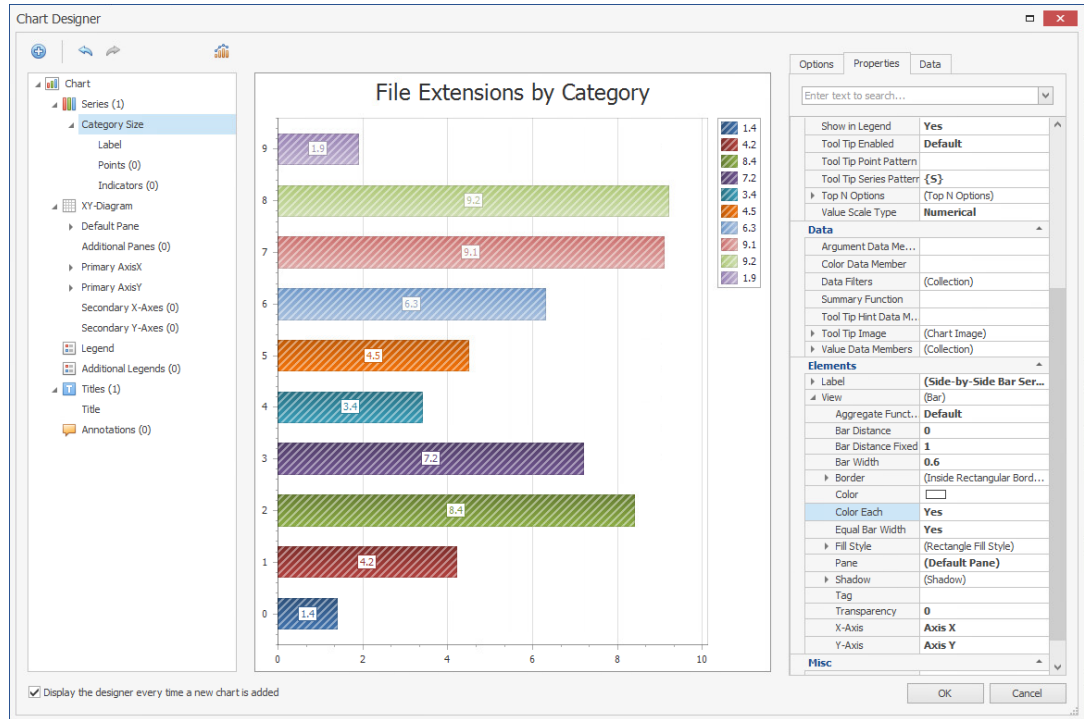 Chart Designer
Chart
Series (1)
Category Size
Label
Points (0)
Indicators (0)
XY-Diagram
Default Pane
Additional Panes (0)
Primary AxisX
Primary AxisY
Secondary X-Axes (0)
Secondary Y-Axes (0)
Legend
Additional Legends (0)
Titles (1)
Title
Annotations (0)
File Extensions by Category
9
1.9
8
9.2
7
9.1
6
6.3
5
4.5
4
3.4
3
7.2
2
8.4
1
4.2
0
1.4
0 2 4 6 8 10
1.4
4.2
8.4
7.2
3.4
4.5
6.3
9.1
9.2
1.9
Options Properties Data
Enter text to search...
Show in Legend Yes
Tool Tip Enabled Default
Tool Tip Point Pattern
Tool Tip Series Pattern {S}
Top N Options (Top N Options)
Value Scale Type Numerical
Data
Argument Data Me...
Color Data Member
Data Filters (Collection)
Summary Function
Tool Tip Hint Data M...
Tool Tip Image (Chart Image)
Value Data Members (Collection)
Elements
Label (Side-by-Side Bar Ser...
View (Bar)
Aggregate Funct... Default
Bar Distance 0
Bar Distance Fixed 1
Bar Width 0.6
Border (Inside Rectangular Bord...
Color
Color Each Yes
Equal Bar Width Yes
Fill Style (Rectangle Fill Style)
Pane (Default Pane)
Shadow (Shadow)
Tag
Transparency 0
X-Axis Axis X
Y-Axis Axis Y
Misc
Display the designer every time a new chart is added
OK Cancel